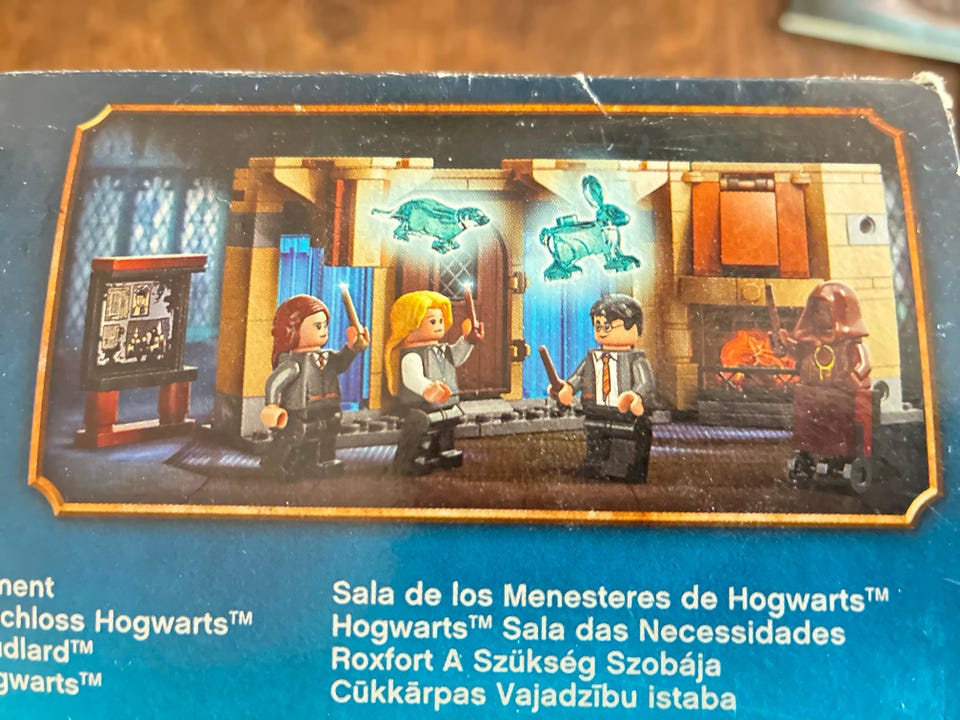 ment
chloss Hogwarts™
dlard™
gwarts™
Sala de los Menesteres de Hogwarts™
Hogwarts™ Sala das Necessidades
Roxfort A Szükség Szobája
Cūkkārpas Vajadzību istaba